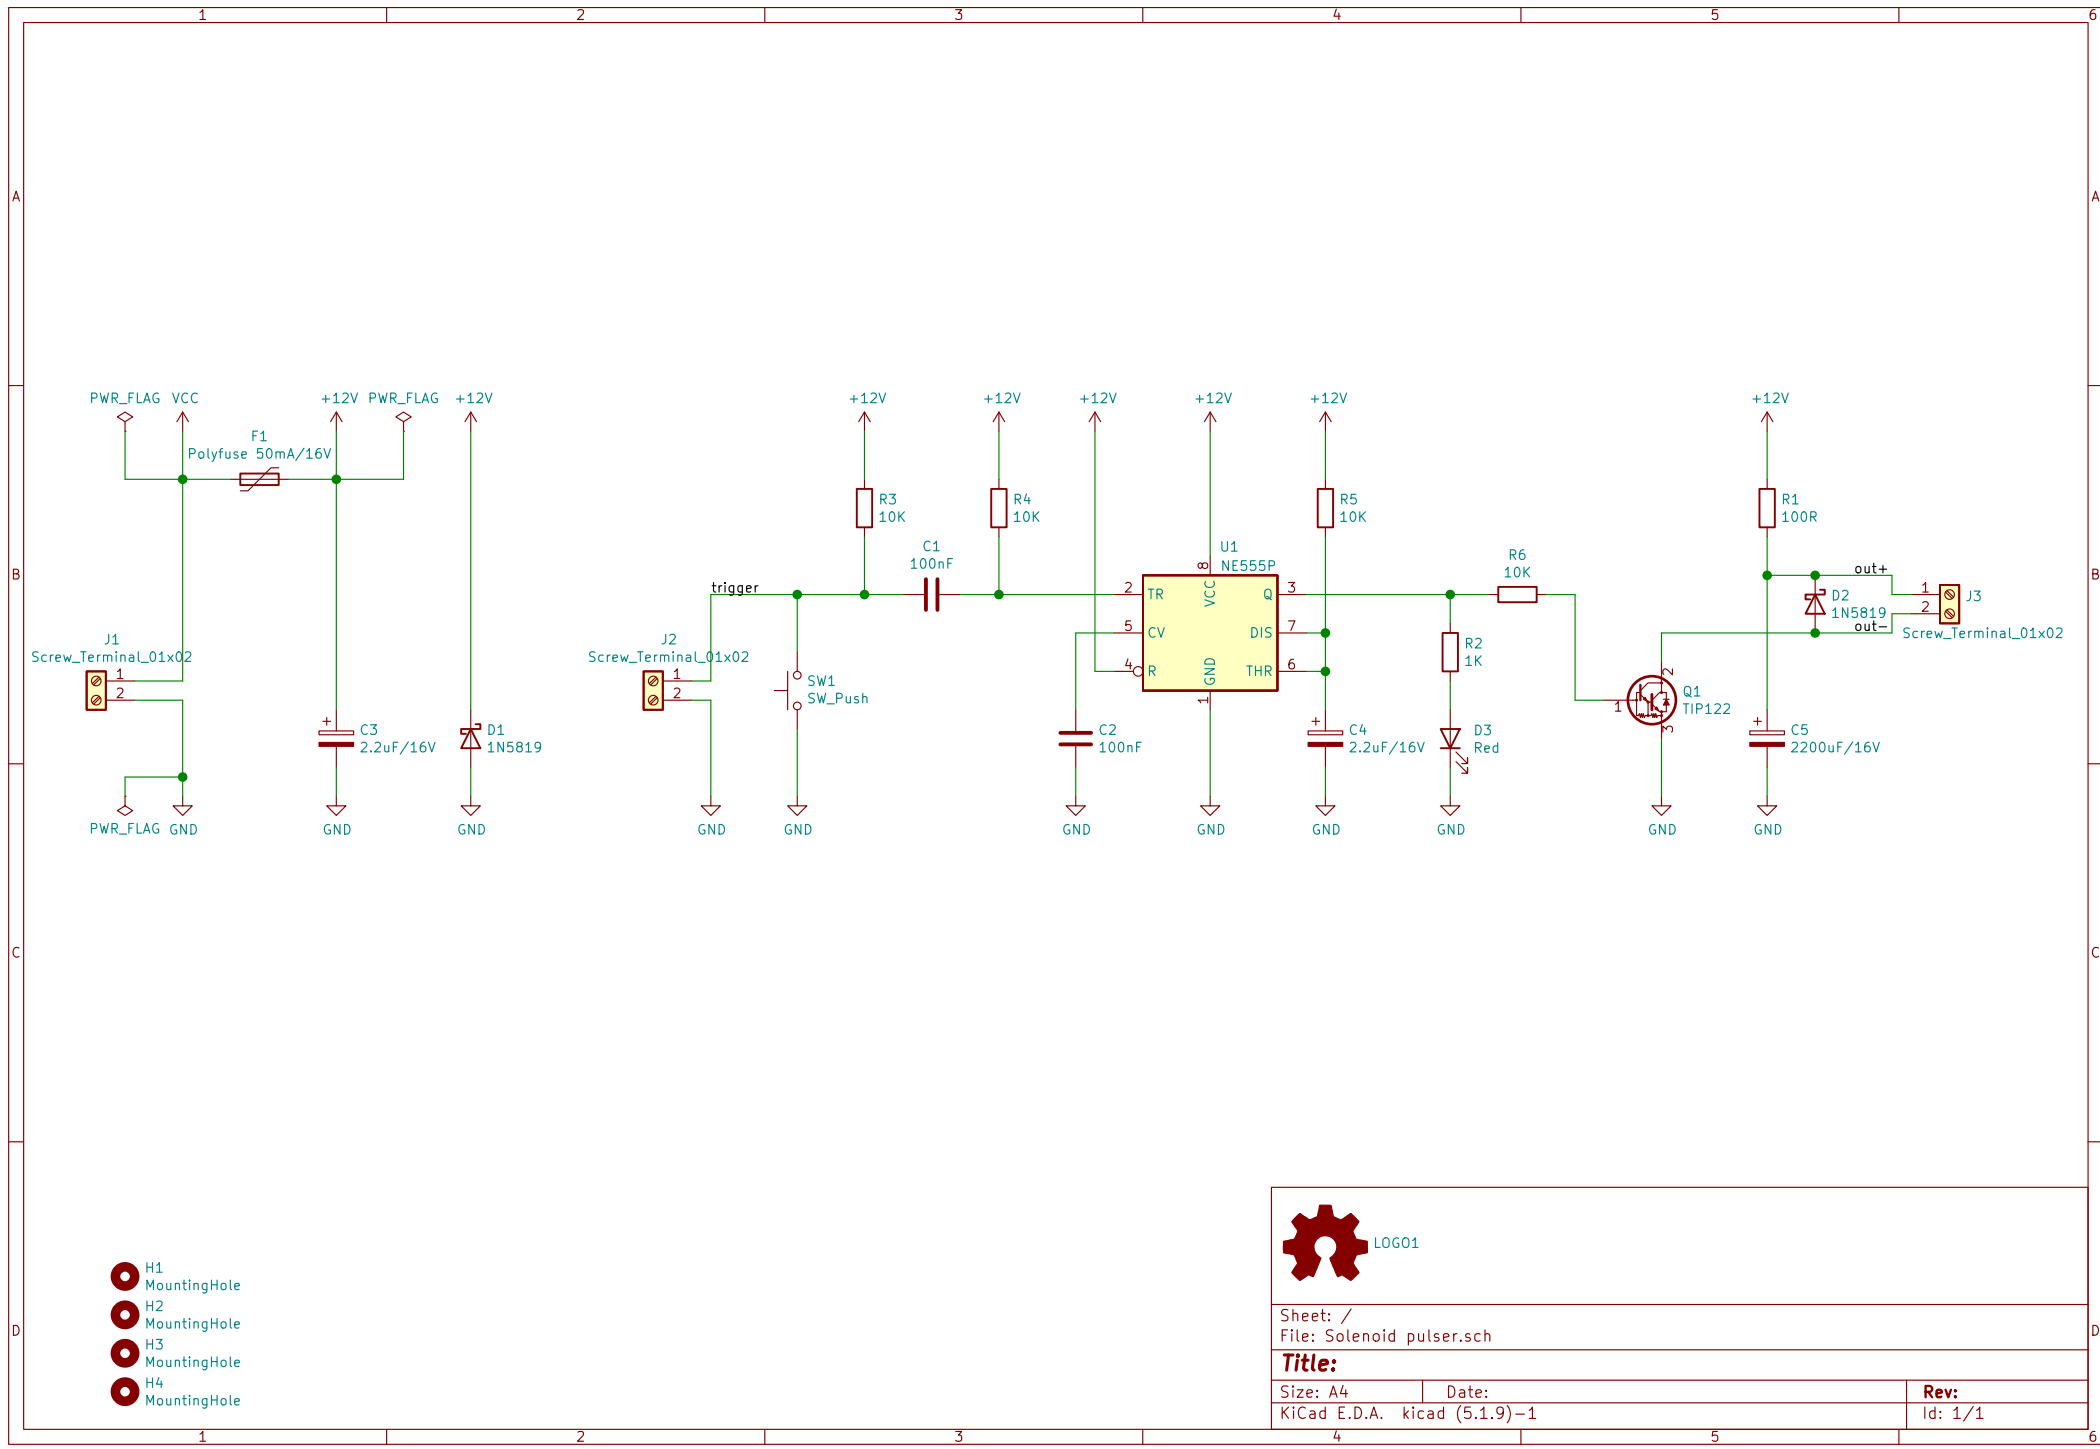 1 2 3 4 5 6
A A
PWR_FLAG VCC +12V PWR_FLAG +12V +12V +12V +12V +12V +12V +12V
F1
Polyfuse 50mA/16V
R3
10K
R4
10K
R5
10K
R1
100R
C1
100nF
U1
NE555P
R6
10K
B B
trigger
2 TR
5 CV
4 R
8 VCC
GND 1
Q 3
DIS 7
THR 6
out+
out-
D2
1N5819
1
2
J3
Screw_Terminal_01x02
J1
Screw_Terminal_01x02
1
2
J2
Screw_Terminal_01x02
1
2
SW1
SW_Push
R2
1K
Q1
TIP122
1
2
3
+
C3
2.2uF/16V
D1
1N5819
C2
100nF
+
C4
2.2uF/16V
D3
Red
+
C5
2200uF/16V
PWR_FLAG GND GND GND GND GND GND GND GND GND GND GND
C C
D D
H1
MountingHole
H2
MountingHole
H3
MountingHole
H4
MountingHole
LOGO1
Sheet: /
File: Solenoid pulser.sch
Title:
Size: A4 Date: Rev:
KiCad E.D.A. kicad (5.1.9)-1 Id: 1/1
1 2 3 4 5 6